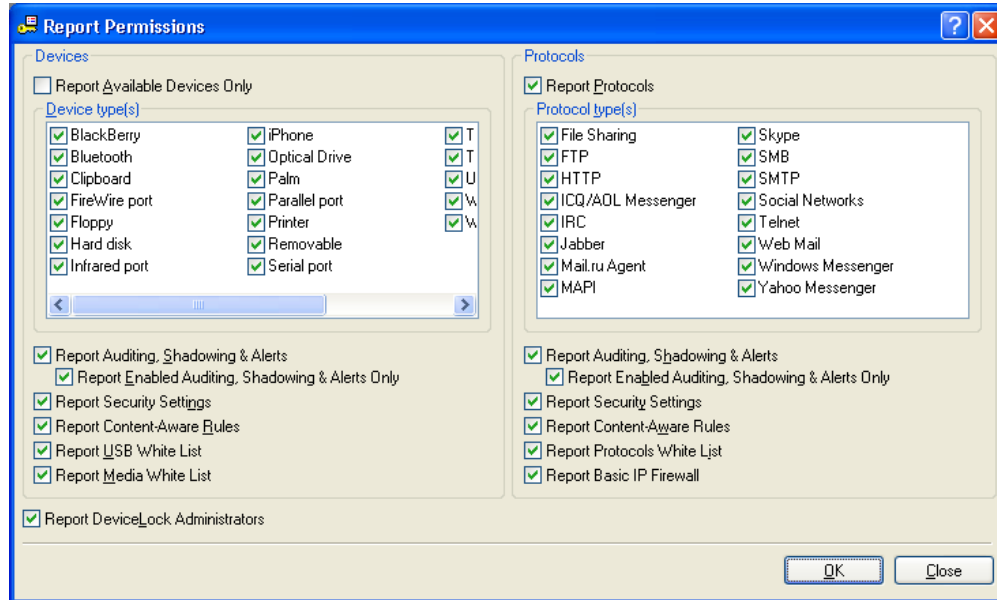 Report Permissions
Devices
Report Available Devices Only
Device type(s)
BlackBerry
Bluetooth
Clipboard
FireWire port
Floppy
Hard disk
Infrared port
iPhone
Optical Drive
Palm
Parallel port
Printer
Removable
Serial port
T
T
U
W
W
Report Auditing, Shadowing & Alerts
Report Enabled Auditing, Shadowing & Alerts Only
Report Security Settings
Report Content-Aware Rules
Report USB White List
Report Media White List
Protocols
Report Protocols
Protocol type(s)
File Sharing
FTP
HTTP
ICQ/AOL Messenger
IRC
Jabber
Mail.ru Agent
MAPI
Skype
SMB
SMTP
Social Networks
Telnet
Web Mail
Windows Messenger
Yahoo Messenger
Report Auditing, Shadowing & Alerts
Report Enabled Auditing, Shadowing & Alerts Only
Report Security Settings
Report Content-Aware Rules
Report Protocols White List
Report Basic IP Firewall
Report DeviceLock Administrators
OK
Close